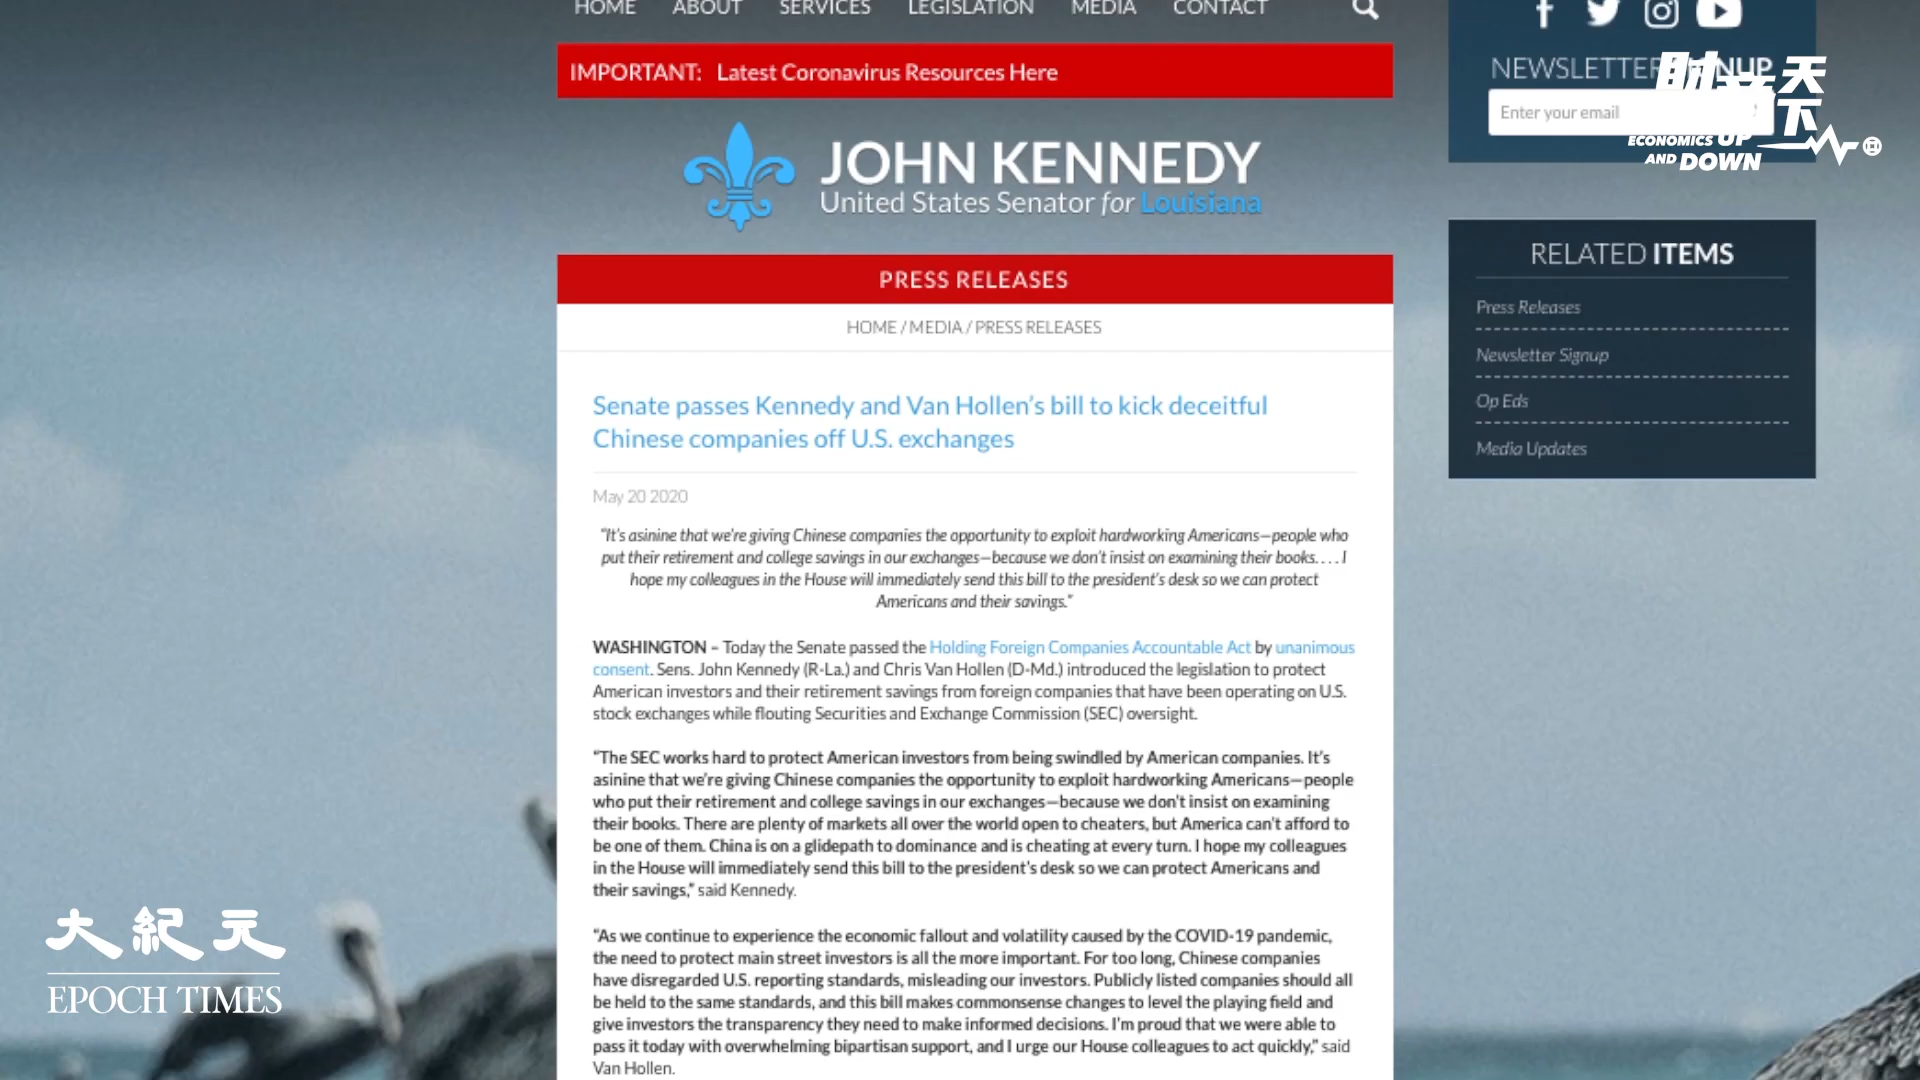 HOME ABOUT SERVICES LEGISLATION MEDIA CONTACT
IMPORTANT: Latest Coronavirus Resources Here
JOHN KENNEDY
United States Senator for Louisiana
PRESS RELEASES
HOME / MEDIA / PRESS RELEASES
Senate passes Kennedy and Van Hollen’s bill to kick deceitful
Chinese companies off U.S. exchanges
May 20 2020
“It’s asinine that we’re giving Chinese companies the opportunity to exploit hardworking Americans—people who
put their retirement and college savings in our exchanges—because we don’t insist on examining their books. . . . I
hope my colleagues in the House will immediately send this bill to the president’s desk so we can protect
Americans and their savings.”
WASHINGTON – Today the Senate passed the Holding Foreign Companies Accountable Act by unanimous
consent. Sens. John Kennedy (R-La.) and Chris Van Hollen (D-Md.) introduced the legislation to protect
American investors and their retirement savings from foreign companies that have been operating on U.S.
stock exchanges while flouting Securities and Exchange Commission (SEC) oversight.
“The SEC works hard to protect American investors from being swindled by American companies. It’s
asinine that we’re giving Chinese companies the opportunity to exploit hardworking Americans—people
who put their retirement and college savings in our exchanges—because we don’t insist on examining
their books. There are plenty of markets all over the world open to cheaters, but America can’t afford to
be one of them. China is on a glidepath to dominance and is cheating at every turn. I hope my colleagues
in the House will immediately send this bill to the president’s desk so we can protect Americans and
their savings,” said Kennedy.
“As we continue to experience the economic fallout and volatility caused by the COVID-19 pandemic,
the need to protect main street investors is all the more important. For too long, Chinese companies
have disregarded U.S. reporting standards, misleading our investors. Publicly listed companies should all
be held to the same standards, and this bill makes commonsense changes to level the playing field and
give investors the transparency they need to make informed decisions. I’m proud that we were able to
pass it today with overwhelming bipartisan support, and I urge our House colleagues to act quickly,” said
Van Hollen.
NEWSLETTER
Enter your email
天下
ECONOMICS UP
AND DOWN
RELATED ITEMS
Press Releases
Newsletter Signup
Op Eds
Media Updates
大紀元
EPOCH TIMES